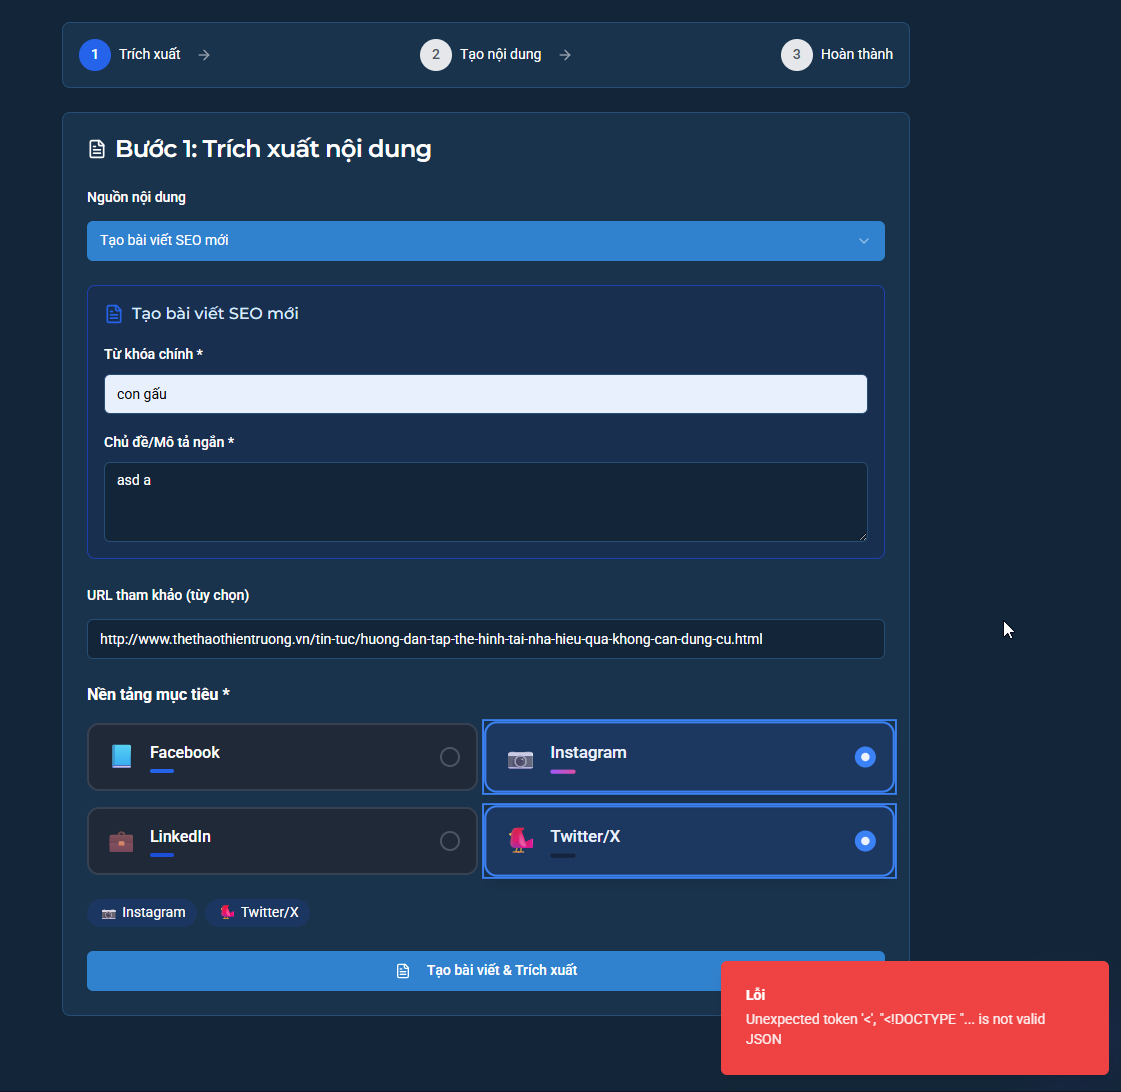 1 Trích xuất
2 Tạo nội dung
3 Hoàn thành
Bước 1: Trích xuất nội dung
Nguồn nội dung
Tạo bài viết SEO mới
Tạo bài viết SEO mới
Từ khóa chính *
con gấu
Chủ đề/Mô tả ngắn *
asd a
URL tham khảo (tùy chọn)
http://www.thethaothientruong.vn/tin-tuc/huong-dan-tap-the-hinh-tai-nha-hieu-qua-khong-can-dung-cu.html
Nền tảng mục tiêu *
Facebook
Instagram
LinkedIn
Twitter/X
Instagram
Twitter/X
Tạo bài viết & Trích xuất
Lỗi
Unexpected token '<', "<!DOCTYPE "... is not valid
JSON